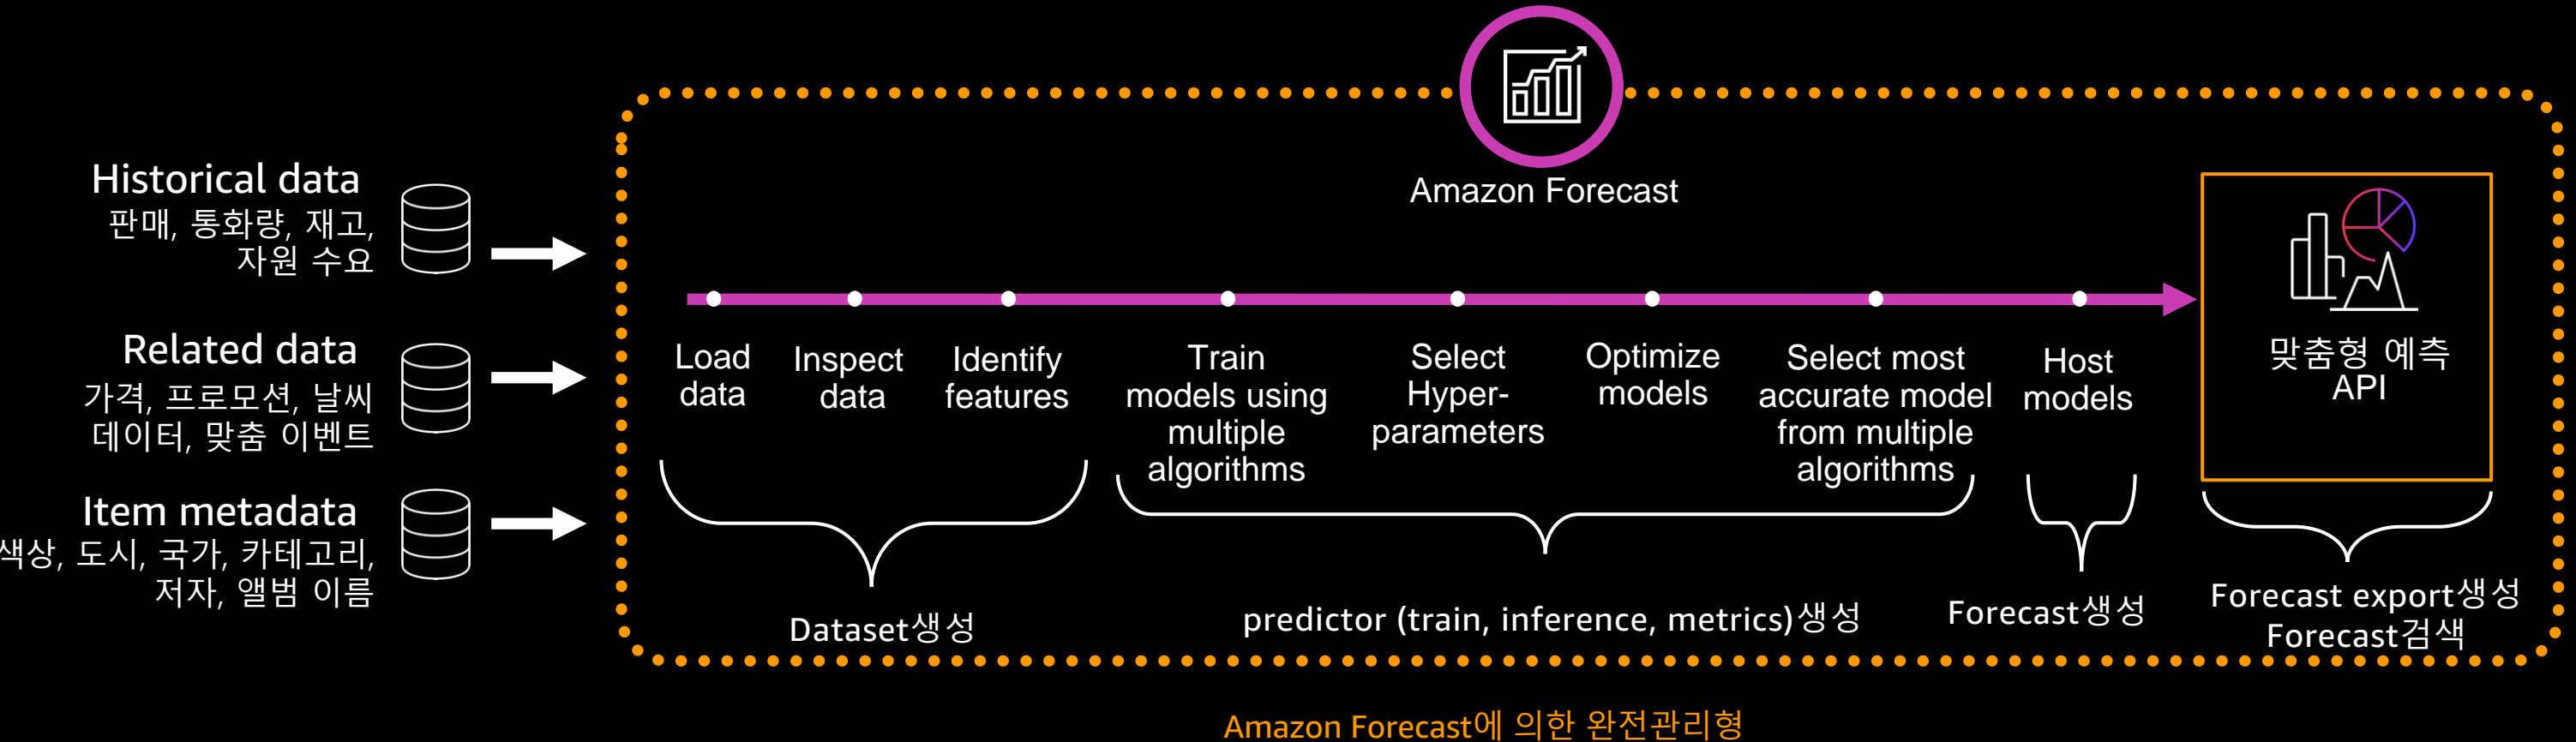 Amazon Forecast
Historical data
판매, 통화량, 재고,
자원 수요
Related data
가격, 프로모션, 날씨
데이터, 맞춤 이벤트
Item metadata
색상, 도시, 국가, 카테고리,
저자, 앨범 이름
Load
data
Inspect
data
Identify
features
Train
models using
multiple
algorithms
Select
Hyper-
parameters
Optimize
models
Select most
accurate model
from multiple
algorithms
Host
models
맞춤형 예측
API
Dataset생성
predictor (train, inference, metrics)생성
Forecast생성
Forecast export생성
Forecast검색
Amazon Forecast에 의한 완전관리형